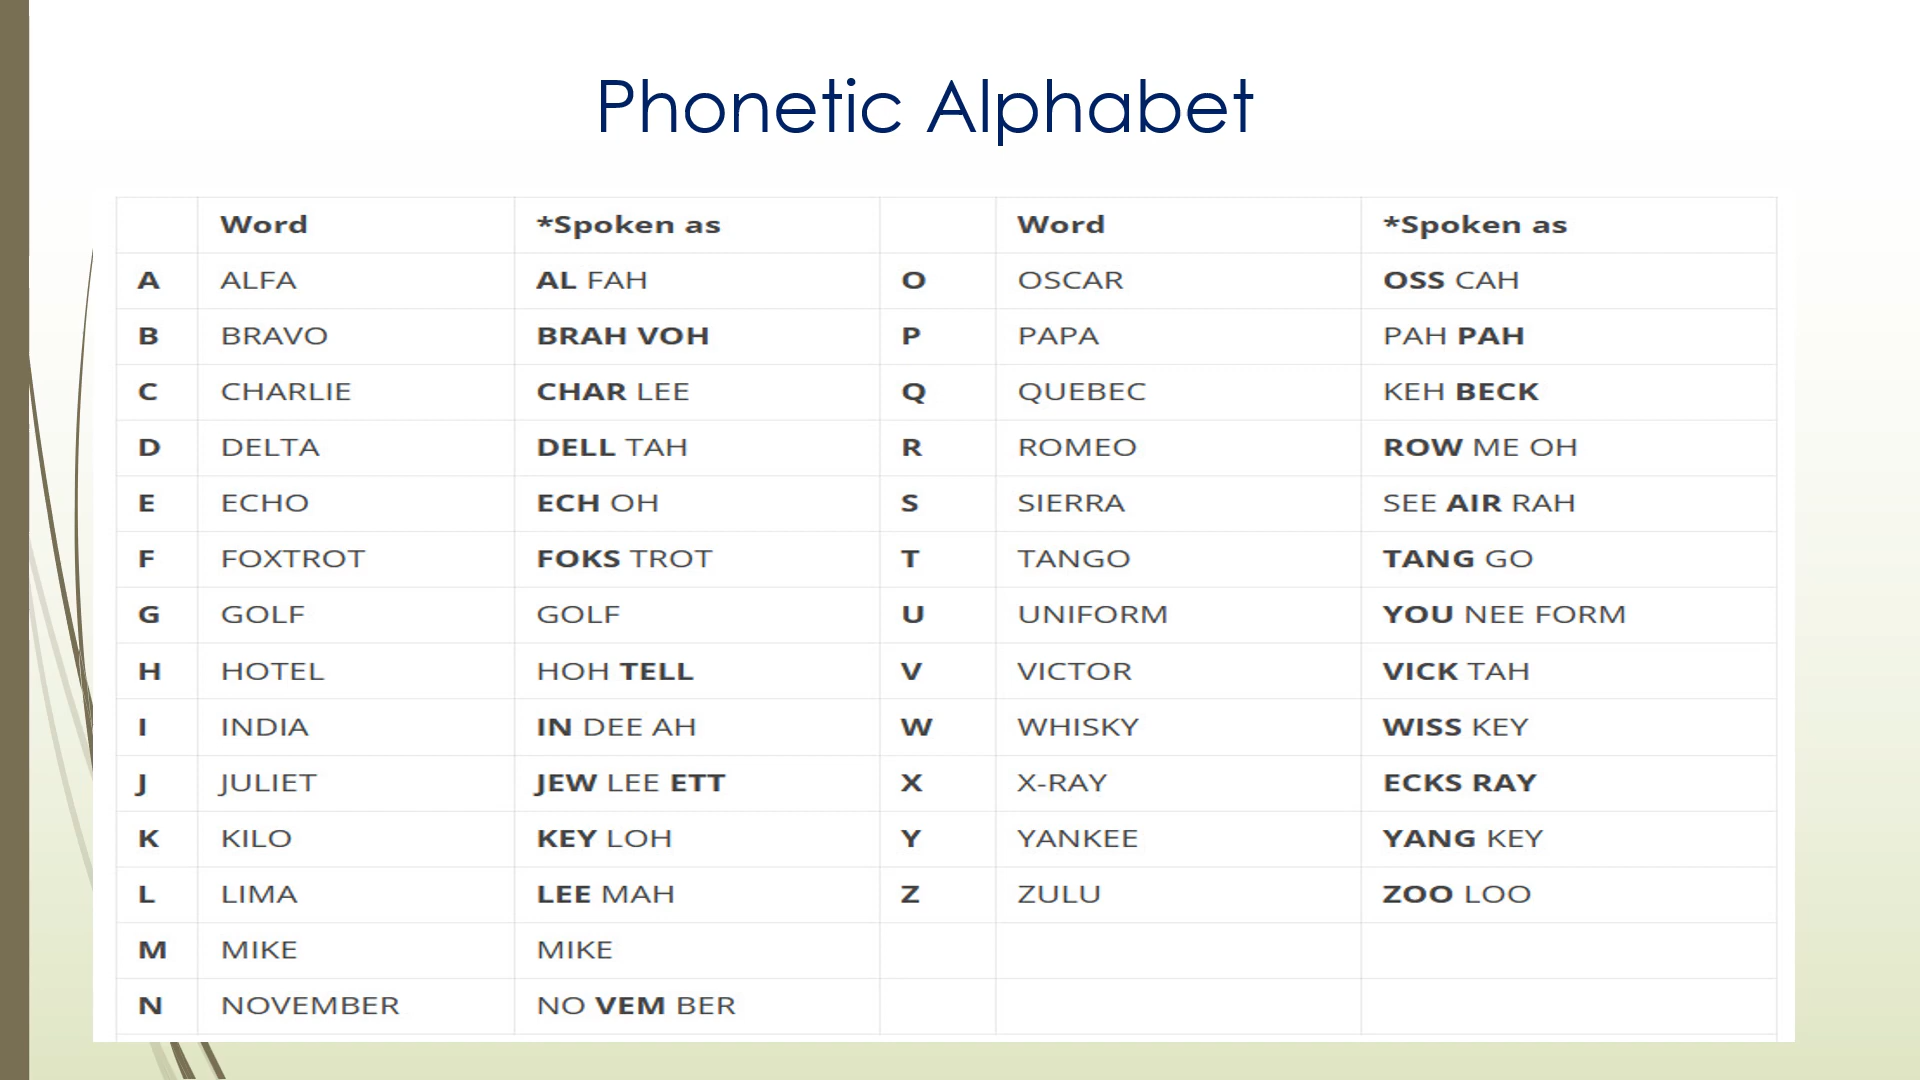 Phonetic Alphabet
Word *Spoken as Word *Spoken as
A ALFA AL FAH O OSCAR OSS CAH
B BRAVO BRAH VOH P PAPA PAH PAH
C CHARLIE CHAR LEE Q QUEBEC KEH BECK
D DELTA DELL TAH R ROMEO ROW ME OH
E ECHO ECH OH S SIERRA SEE AIR RAH
F FOXTROT FOKS TROT T TANGO TANG GO
G GOLF GOLF U UNIFORM YOU NEE FORM
H HOTEL HOH TELL V VICTOR VICK TAH
I INDIA IN DEE AH W WHISKY WISS KEY
J JULIET JEW LEE ETT X X-RAY ECKS RAY
K KILO KEY LOH Y YANKEE YANG KEY
L LIMA LEE MAH Z ZULU ZOO LOO
M MIKE MIKE
N NOVEMBER NO VEM BER